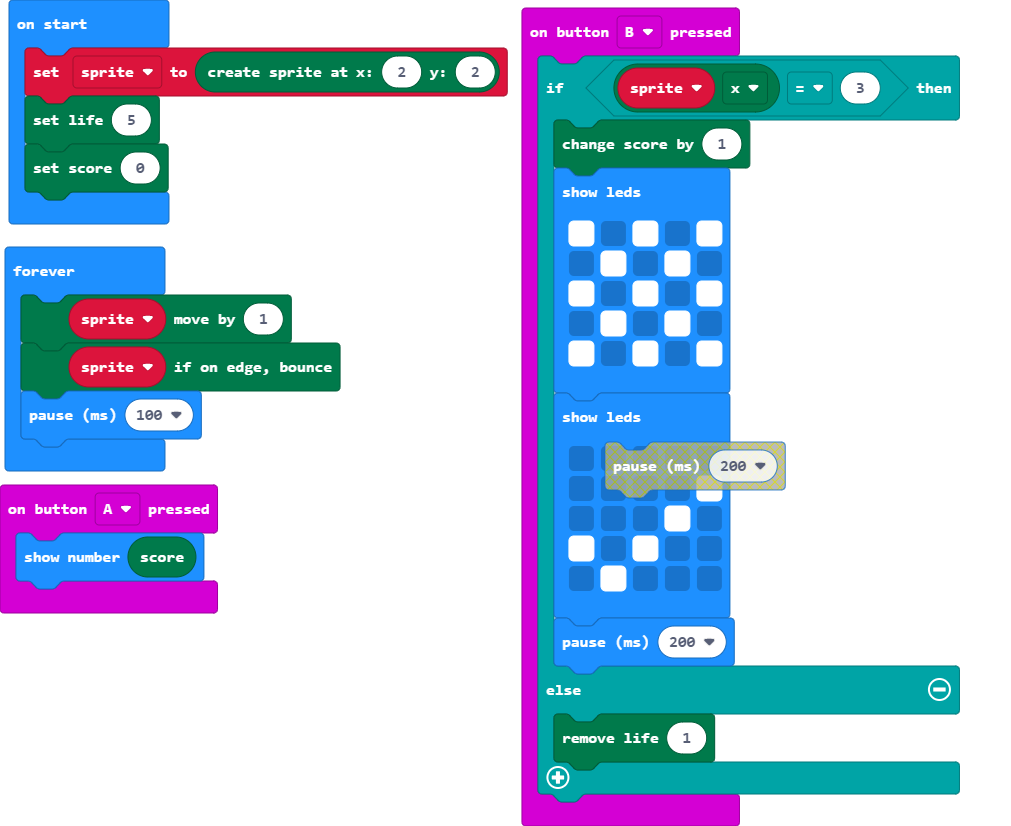 on start
set sprite to create sprite at x: 2 y: 2
set life 5
set score 0
forever
sprite move by 1
sprite if on edge, bounce
pause (ms) 100
on button A pressed
show number score
on button B pressed
if sprite x = 3 then
change score by 1
show leds
show leds
pause (ms) 200
pause (ms) 200
else
remove life 1